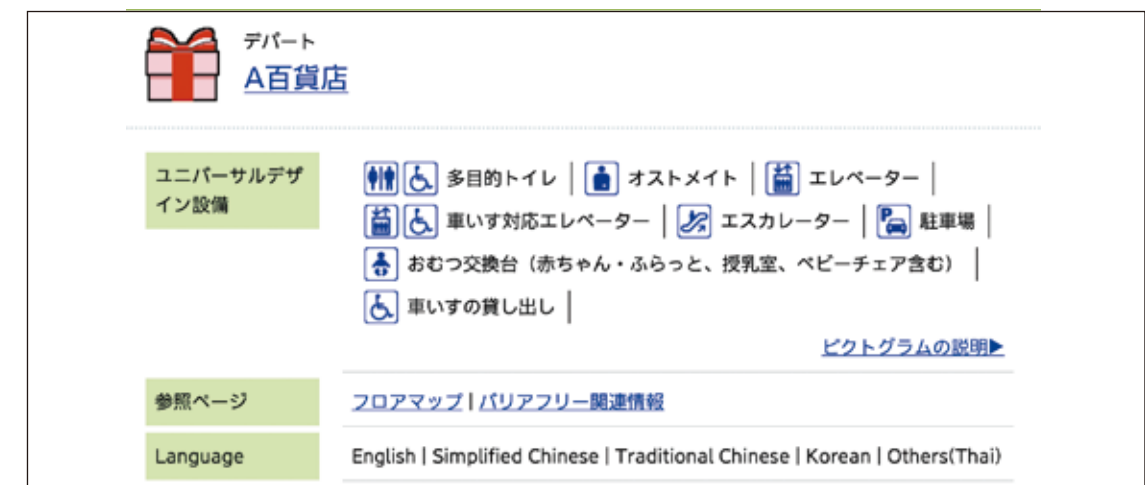 デパート
A百貨店
ユニバーサルデザ
イン設備
多目的トイレ | オストメイト | エレベーター |
車いす対応エレベーター | エスカレーター | P 駐車場 |
おむつ交換台（赤ちゃん・ふらっと、授乳室、ベビーチェア含む） |
車いすの貸し出し |
ピクトグラムの説明▶
参照ページ
フロアマップ | バリアフリー関連情報
Language
English | Simplified Chinese | Traditional Chinese | Korean | Others(Thai)